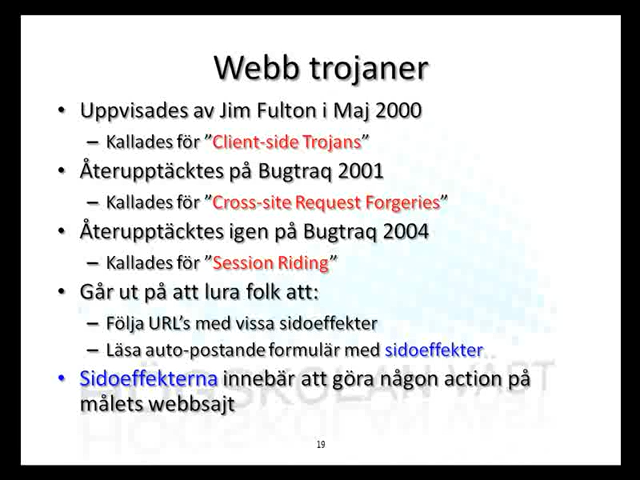 Webb trojaner
• Uppvisades av Jim Fulton i Maj 2000
– Kallades för ”Client-side Trojans”
• Återupptäcktes på Bugtraq 2001
– Kallades för ”Cross-site Request Forgeries”
• Återupptäcktes igen på Bugtraq 2004
– Kallades för ”Session Riding”
• Går ut på att lura folk att:
– Följa URL’s med vissa sidoeffekter
– Läsa auto-postande formulär med sidoeffekter
• Sidoeffekterna innebär att göra någon action på
målets webbsajt
HÖGSKOLAN VÄST
19